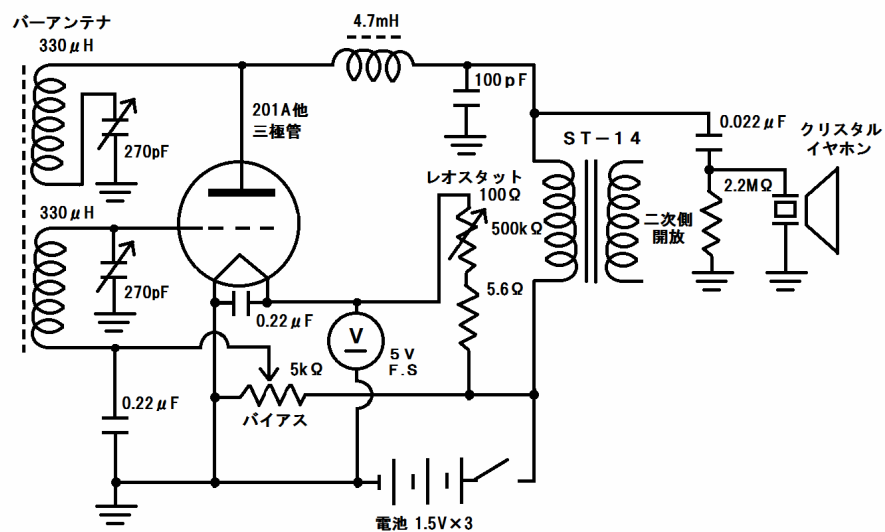 バーアンテナ
330μH
270pF
330μH
270pF
0.22μF
201A他
三極管
4.7mH
100pF
レオスタット
100Ω
500kΩ
5.6Ω
0.22μF
V
5V
F.S
5kΩ
バイアス
電池 1.5V×3
ST-14
二次側
開放
0.022μF
2.2MΩ
クリスタル
イヤホン